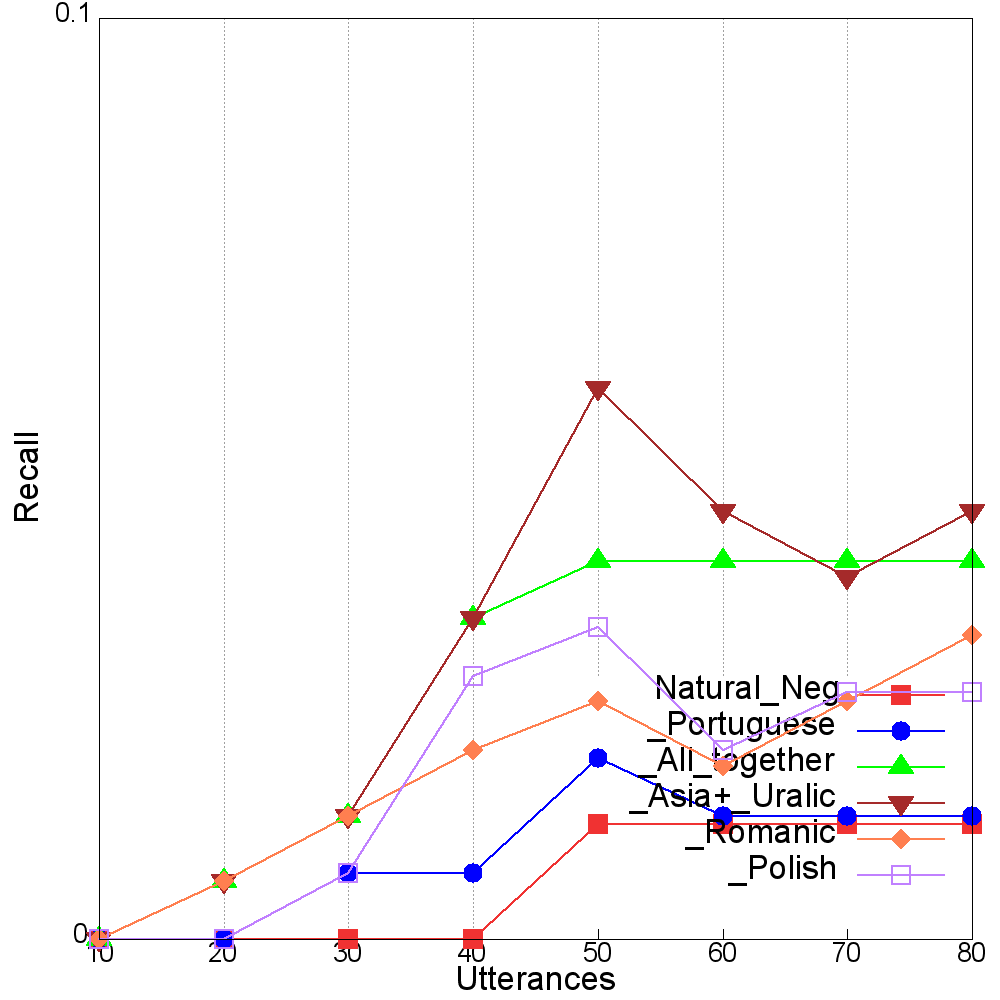 0.1
Recall
Natural_Neg
_Portuguese
_All_together
_Asia+_Uralic
_Romanic
_Polish
0
10 20 30 40 50 60 70 80
Utterances